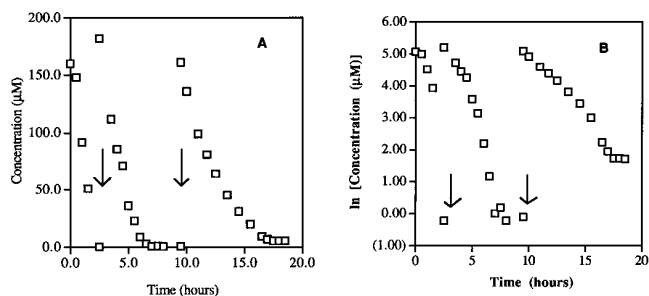 A
Concentration (µM)
200.0
150.0
100.0
50.0
0.0
0.0 5.0 10.0 15.0 20.0
Time (hours)
B
ln [Concentration (µM)]
6.00
5.00
4.00
3.00
2.00
1.00
0.00
(1.00)
0 5 10 15 20
Time (hours)